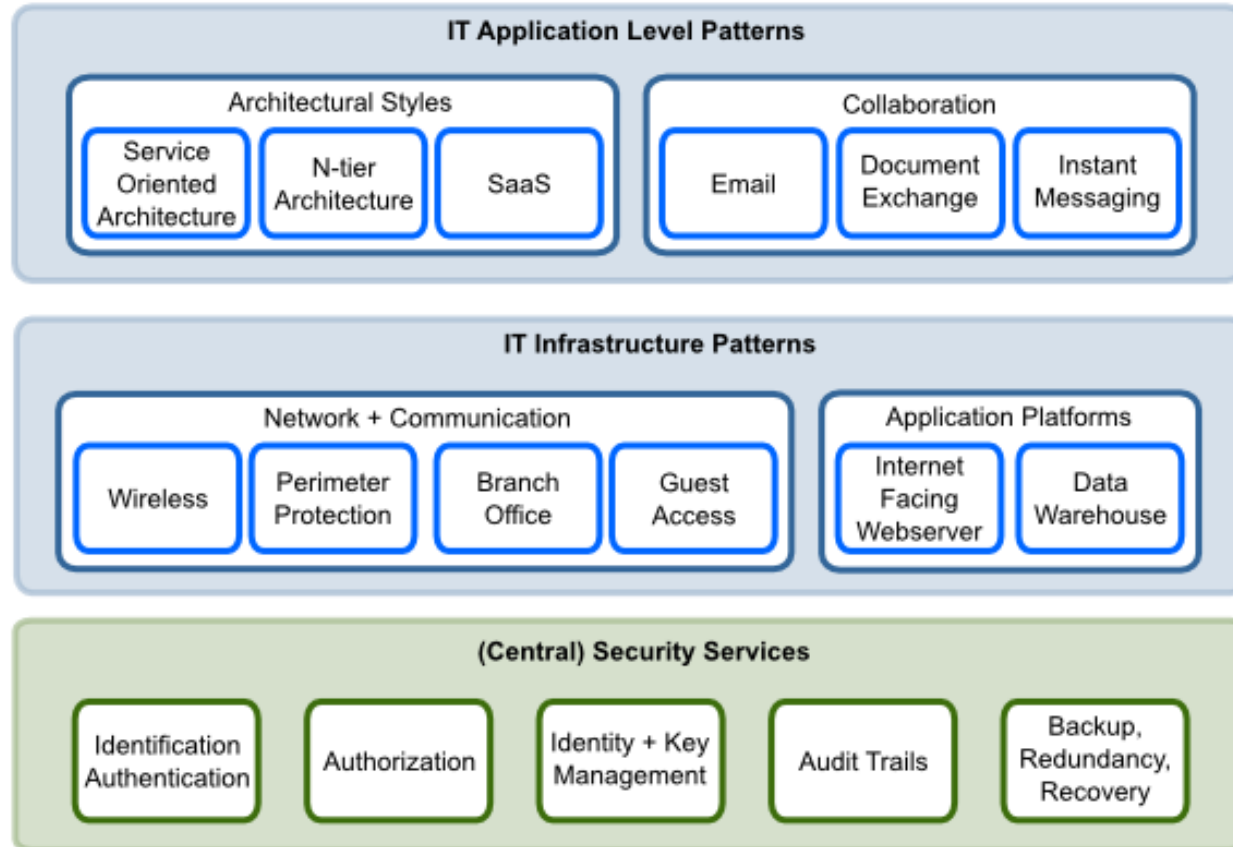 IT Application Level Patterns
Architectural Styles
Service
Oriented
Architecture
N-tier
Architecture
SaaS
Collaboration
Email
Document
Exchange
Instant
Messaging
IT Infrastructure Patterns
Network + Communication
Wireless
Perimeter
Protection
Branch
Office
Guest
Access
Application Platforms
Internet
Facing
Webserver
Data
Warehouse
(Central) Security Services
Identification
Authentication
Authorization
Identity + Key
Management
Audit Trails
Backup,
Redundancy,
Recovery